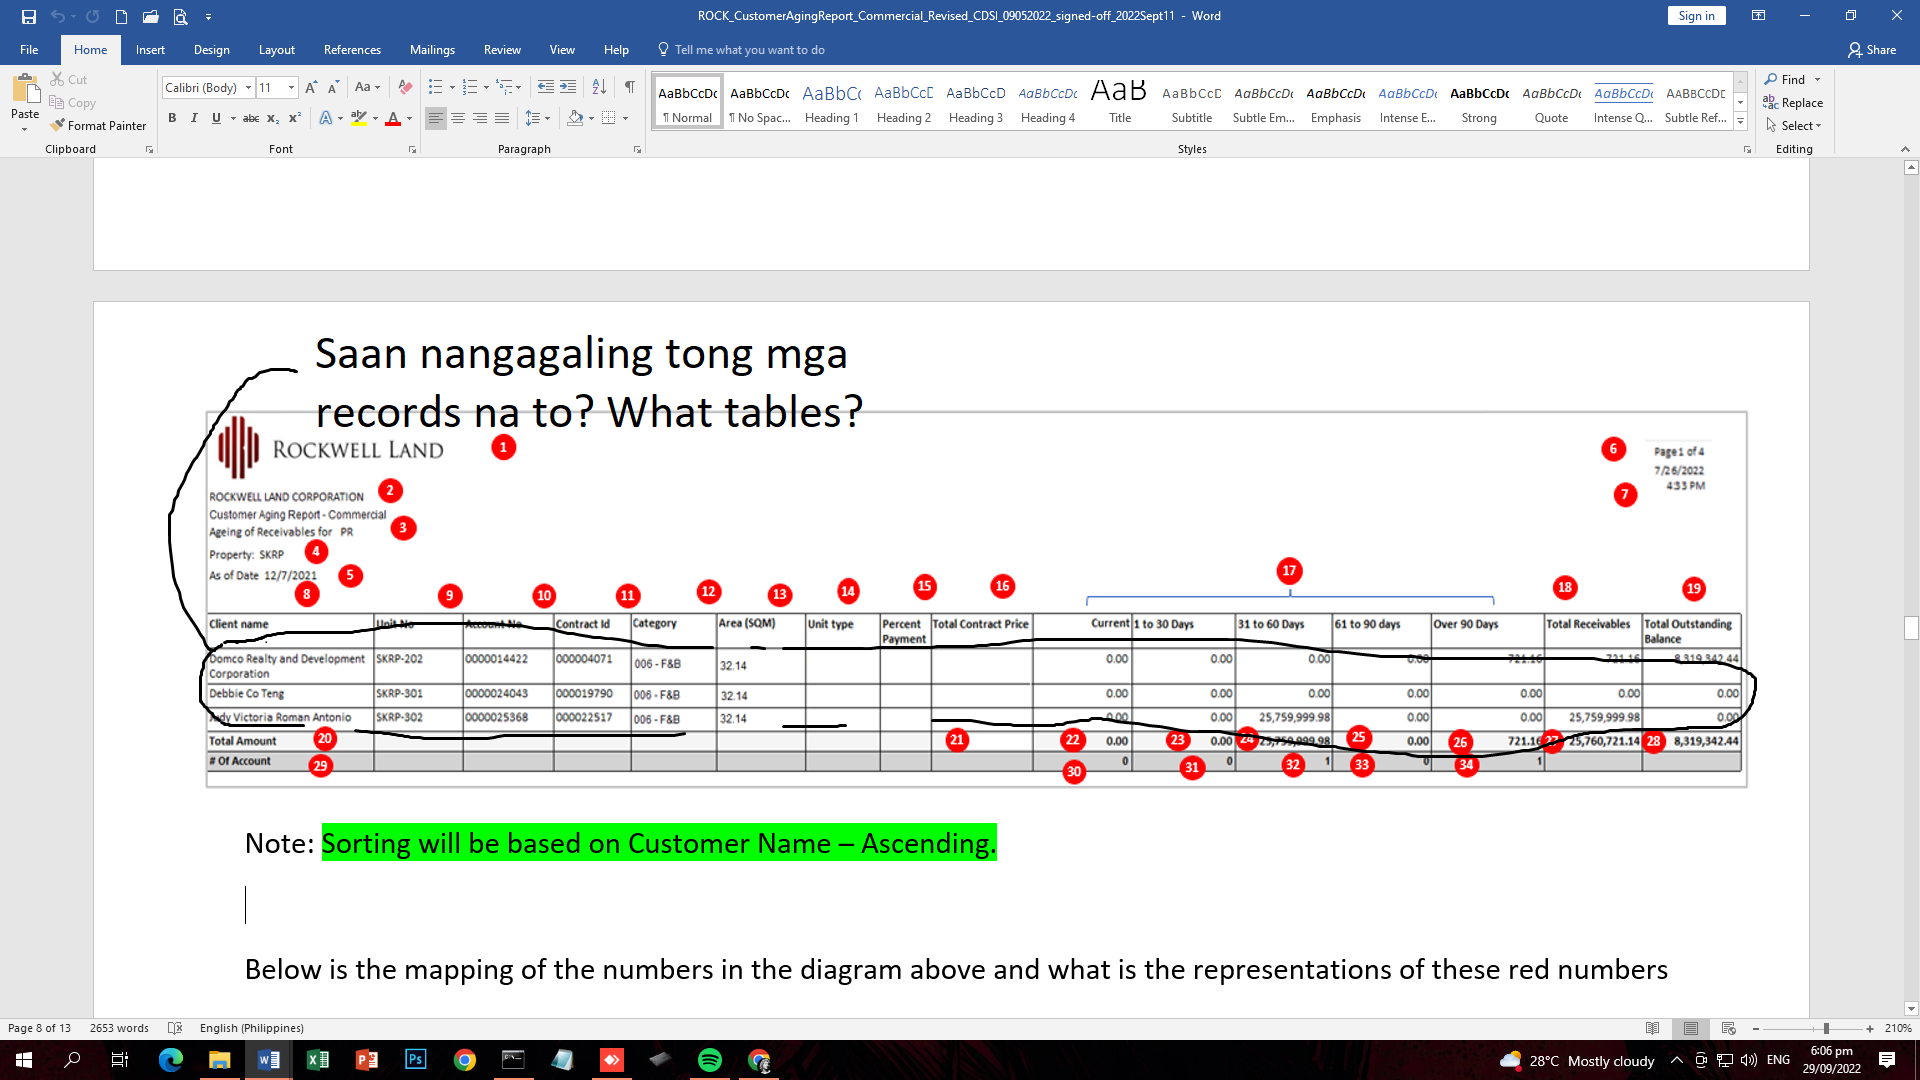 ROCK_CustomerAgingReport_Commercial_Revised_CDSI_09052022_signed-off_2022Sept11 - Word
Sign in
File Home Insert Design Layout References Mailings Review View Help Tell me what you want to do Share
Cut
Copy
Paste
Format Painter
Clipboard
Calibri (Body) 11
Font
Paragraph
AaBbCcDc AaBbCcDc AaBbCc AaBbCcD AaBbCcD AaBbCcDc AaB AaBbCcD AaBbCcDc AaBbCcDc AaBbCcDc AaBbCcDc AaBbCcDc AaBbCcDc AABBCCDE
¶ Normal ¶ No Spac... Heading 1 Heading 2 Heading 3 Heading 4 Title Subtitle Subtle Em... Emphasis Intense E... Strong Quote Intense Q... Subtle Ref...
Styles
Find
Replace
Select
Editing
Saan nangagaling tong mga
records na to? What tables?
ROCKWELL LAND 1
6 Page 1 of 4
7/26/2022
7 4:33 PM
ROCKWELL LAND CORPORATION 2
Customer Aging Report - Commercial
Ageing of Receivables for PR 3
Property: SKRP 4
As of Date 12/7/2021 5
8 9 10 11 12 13 14 15 16 17 18 19
Client name Unit No Account No Contract Id Category Area (SQM) Unit type Percent Payment Total Contract Price Current 1 to 30 Days 31 to 60 Days 61 to 90 days Over 90 Days Total Receivables Total Outstanding Balance
Domco Realty and Development Corporation SKRP-202 0000014422 000004071 006 - F&B 32.14 0.00 0.00 0.00 0.00 721.16 721.16 8,319,342.44
Debbie Co Teng SKRP-301 0000024043 000019790 006 - F&B 32.14 0.00 0.00 0.00 0.00 0.00 0.00 0.00
Judy Victoria Roman Antonio SKRP-302 0000025368 000022517 006 - F&B 32.14 0.00 0.00 25,759,999.98 0.00 0.00 25,759,999.98 0.00
Total Amount 20 21 22 0.00 23 0.00 24 25,759,999.98 25 0.00 26 721.16 27 25,760,721.14 28 8,319,342.44
# Of Account 29 30 0 31 0 32 1 33 0 34 1
Note: Sorting will be based on Customer Name – Ascending.
Below is the mapping of the numbers in the diagram above and what is the representations of these red numbers
Page 8 of 13 2653 words English (Philippines) 210%
28°C Mostly cloudy ENG 6:06 pm
29/09/2022